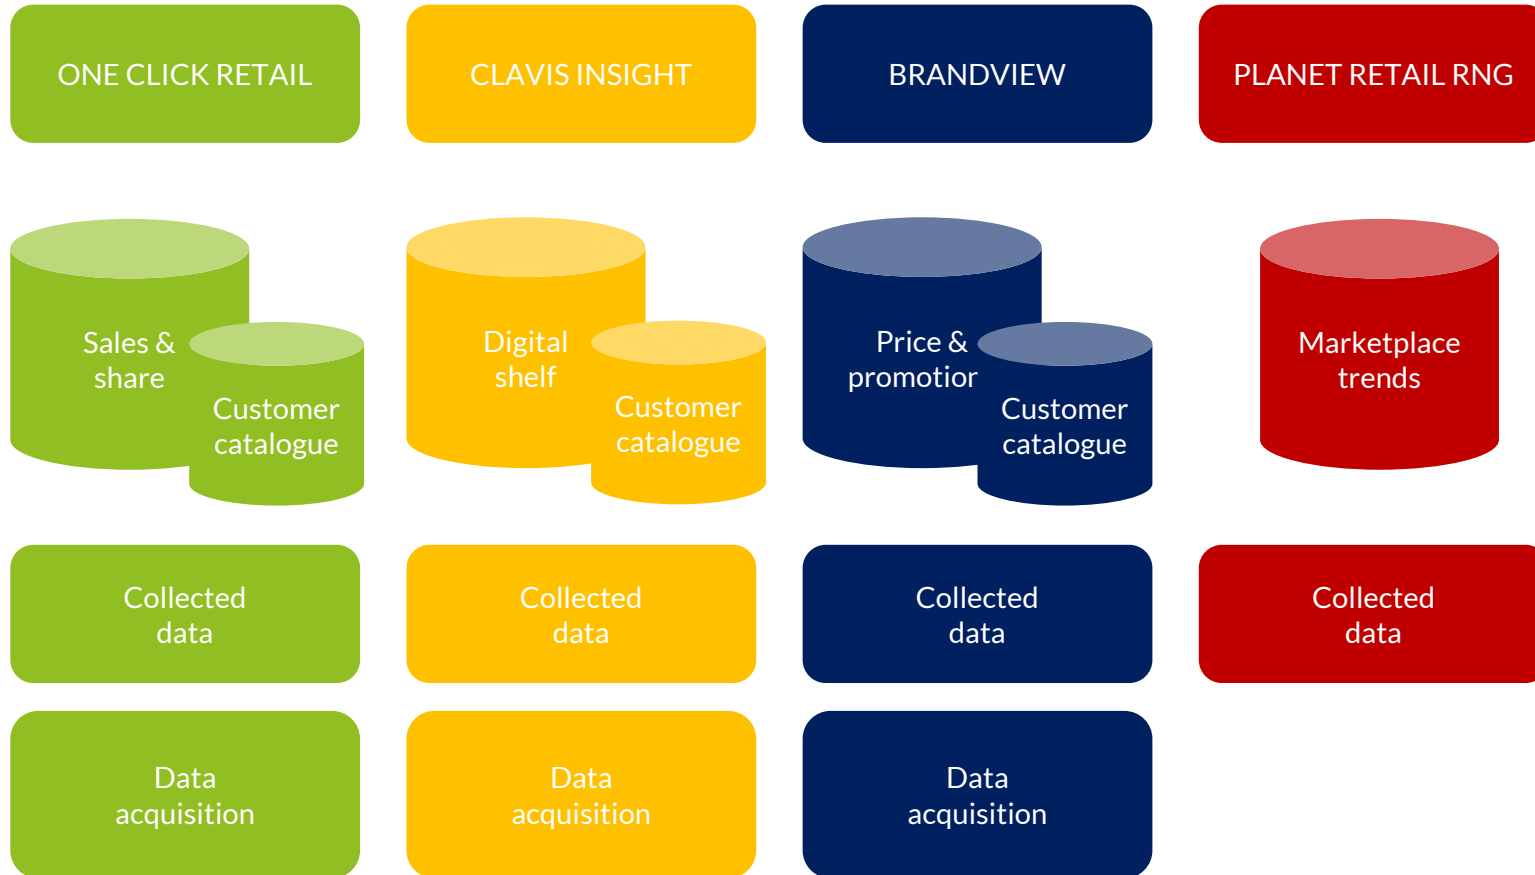 ONE CLICK RETAIL
CLAVIS INSIGHT
BRANDVIEW
PLANET RETAIL RNG
Sales &
share
Customer
catalogue
Digital
shelf
Customer
catalogue
Price &
promotion
Customer
catalogue
Marketplace
trends
Collected
data
Collected
data
Collected
data
Collected
data
Data
acquisition
Data
acquisition
Data
acquisition